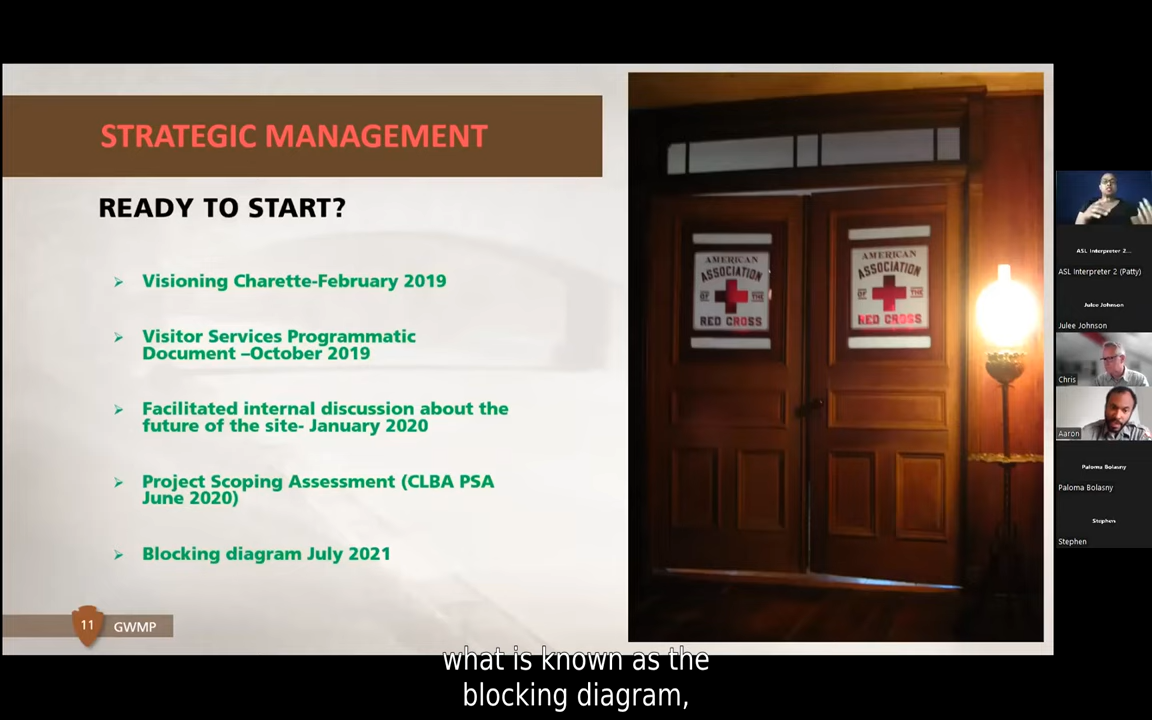 STRATEGIC MANAGEMENT
READY TO START?
Visioning Charette-February 2019
Visitor Services Programmatic
Document –October 2019
Facilitated internal discussion about the
future of the site- January 2020
Project Scoping Assessment (CLBA PSA
June 2020)
Blocking diagram July 2021
11 GWMP
AMERICAN
ASSOCIATION
OF THE
RED CROSS
AMERICAN
ASSOCIATION
OF THE
RED CROSS
ASL Interpreter 2...
ASL Interpreter 2 (Patty)
Julee Johnson
Julee Johnson
Chris
Aaron
Paloma Bolasny
Paloma Bolasny
Stephen
Stephen
what is known as the
blocking diagram,